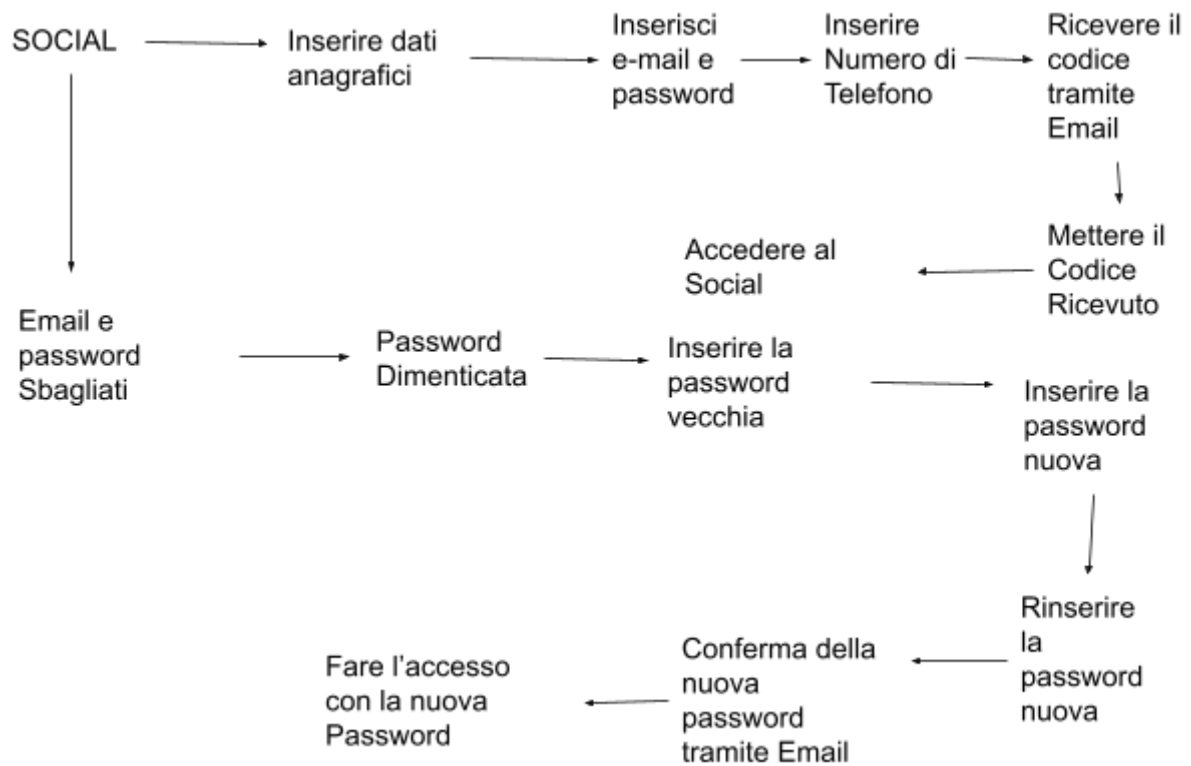 SOCIAL
Inserire dati
anagrafici
Inserisci
e-mail e
password
Inserire
Numero di
Telefono
Ricevere il
codice
tramite
Email
Mettere il
Codice
Ricevuto
Accedere al
Social
Email e
password
Sbagliati
Password
Dimenticata
Inserire la
password
vecchia
Inserire la
password
nuova
Rinserire
la
password
nuova
Conferma della
nuova
password
tramite Email
Fare l'accesso
con la nuova
Password